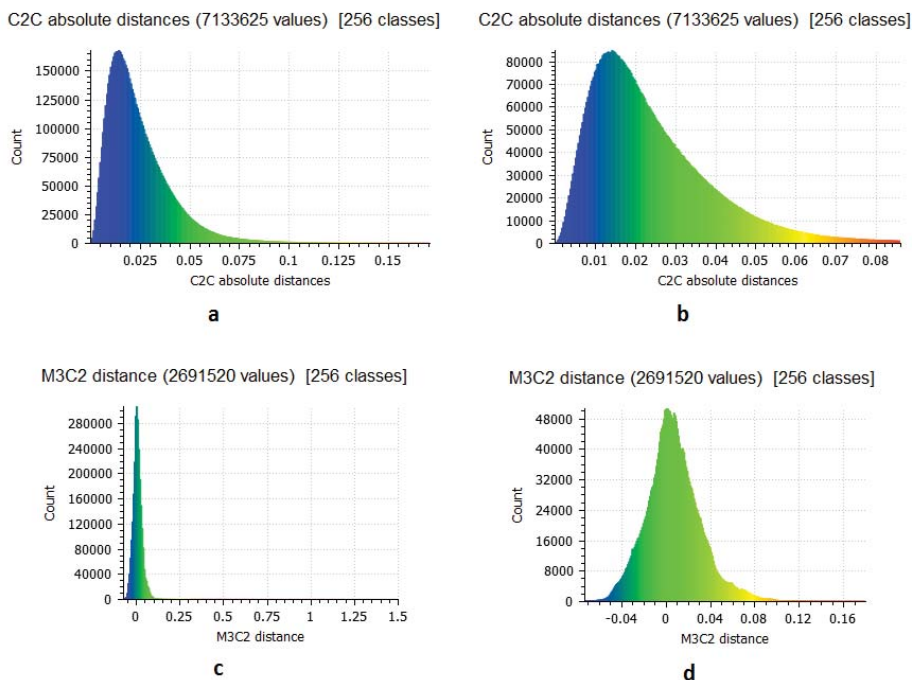 C2C absolute distances (7133625 values) [256 classes]
150000
125000
100000
75000
50000
25000
0
Count
0.025 0.05 0.075 0.1 0.125 0.15
C2C absolute distances
a
C2C absolute distances (7133625 values) [256 classes]
80000
70000
60000
50000
40000
30000
20000
10000
0
Count
0.01 0.02 0.03 0.04 0.05 0.06 0.07 0.08
C2C absolute distances
b
M3C2 distance (2691520 values) [256 classes]
280000
240000
200000
160000
120000
80000
40000
0
Count
0 0.25 0.5 0.75 1 1.25 1.5
M3C2 distance
c
M3C2 distance (2691520 values) [256 classes]
48000
40000
32000
24000
16000
8000
0
Count
-0.04 0 0.04 0.08 0.12 0.16
M3C2 distance
d